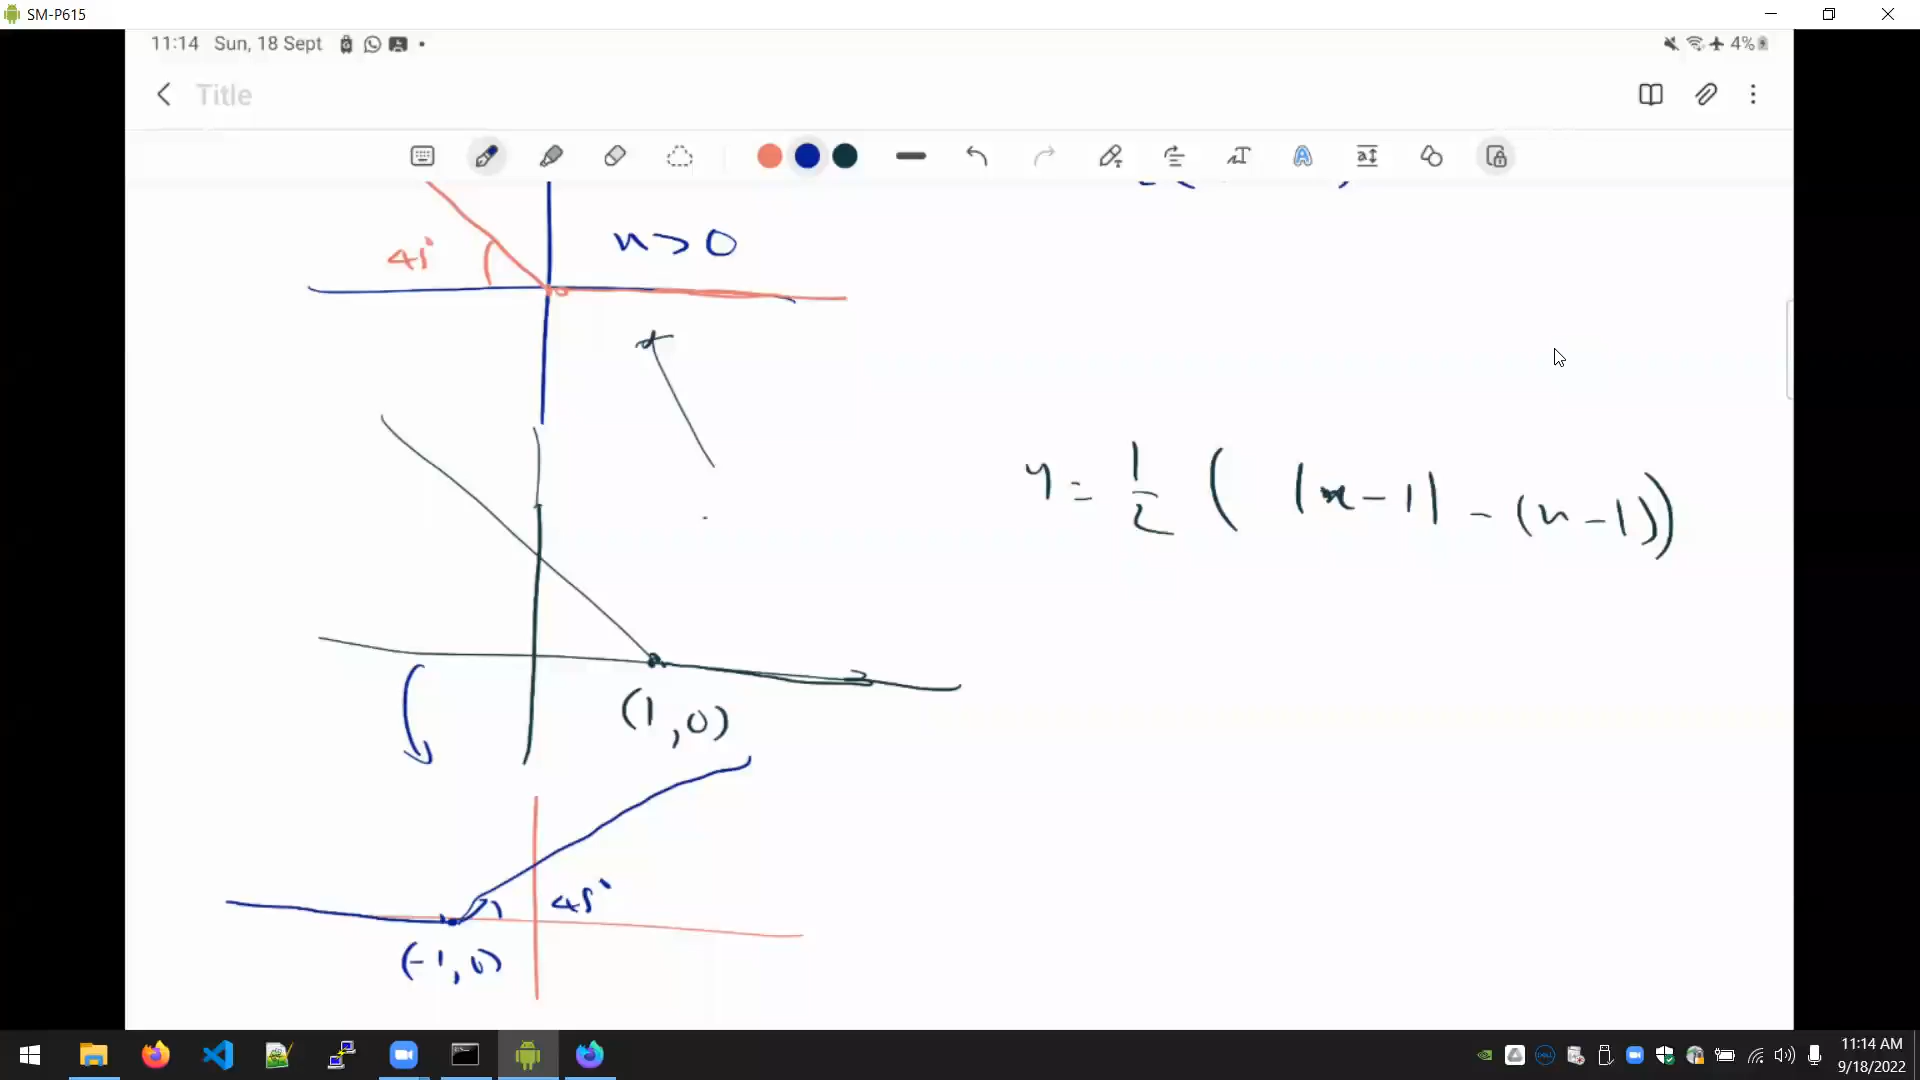 SM-P615
11:14 Sun, 18 Sept
4%
Title
45°
n > 0
y = 1/2 ( |x - 1| - (n - 1))
(1, 0)
45°
(-1, 0)
11:14 AM
9/18/2022